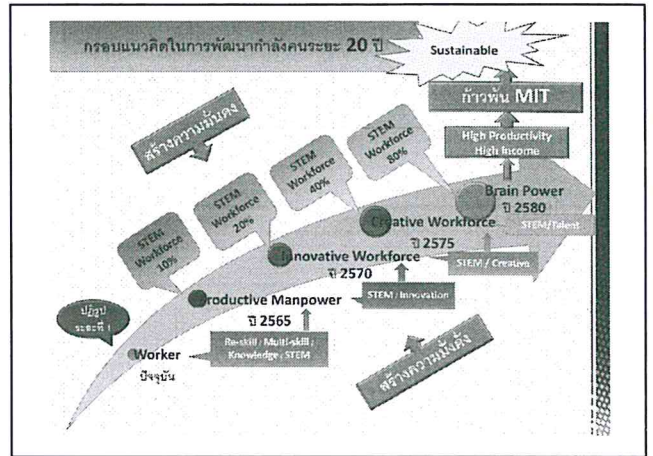 กรอบแนวคิดในการพัฒนากำลังคนระยะ 20 ปี
Sustainable
ก้าวพ้น MIT
High Productivity
High Income
สร้างความมั่นคง
STEM
Workforce
80%
STEM
Workforce
40%
STEM
Workforce
20%
STEM
Workforce
10%
Brain Power
ปี 2580
STEM/Talent
Creative Workforce
ปี 2575
STEM / Creative
Innovative Workforce
ปี 2570
STEM / Innovation
Productive Manpower
ปี 2565
Re-skill / Multi-skill /
Knowledge / STEM
ปฏิรูป
ระยะที่ 1
Worker
ปัจจุบัน
สร้างความมั่งคั่ง